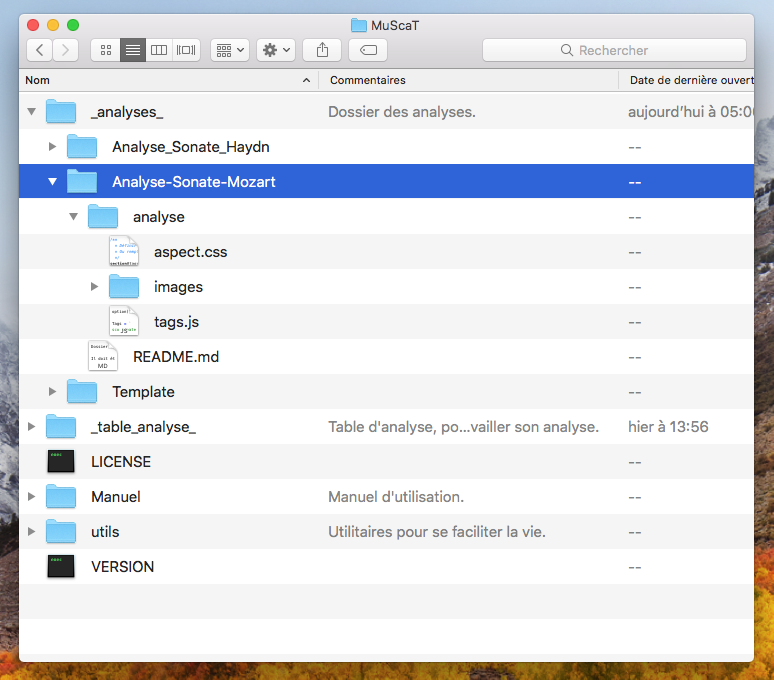 MuScaT
Rechercher
Nom Commentaires Date de dernière ouvert
_analyses_ Dossier des analyses. aujourd'hui à 05:0
Analyse_Sonate_Haydn --
Analyse-Sonate-Mozart --
analyse --
aspect.css --
images --
tags.js --
README.md --
Template --
_table_analyse_ Table d'analyse, po...vailler son analyse. hier à 13:56
LICENSE --
Manuel Manuel d'utilisation. --
utils Utilitaires pour se faciliter la vie. --
VERSION --